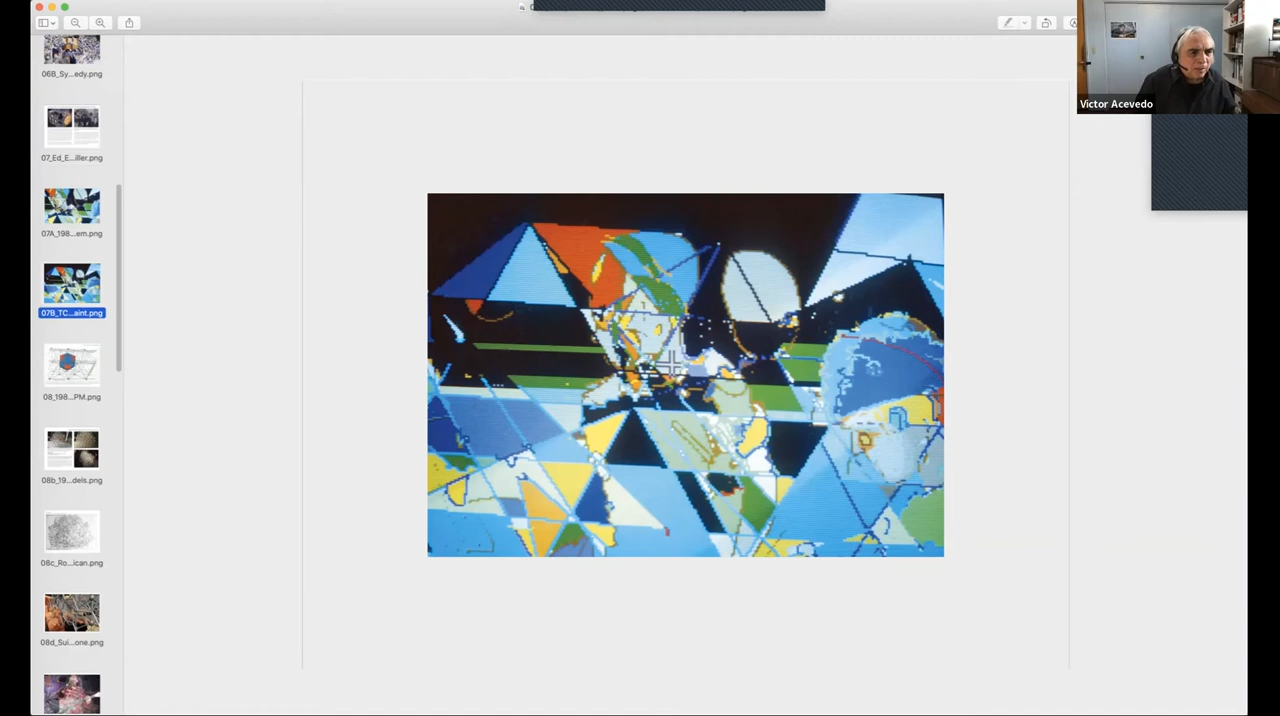 06B_Sy...edy.png
07_Ed_E...iller.png
07A_198...em.png
07B_TC...aint.png
08_198...PM.png
08b_19...dels.png
08c_Ro...ican.png
08d_Sui...one.png
Victor Acevedo